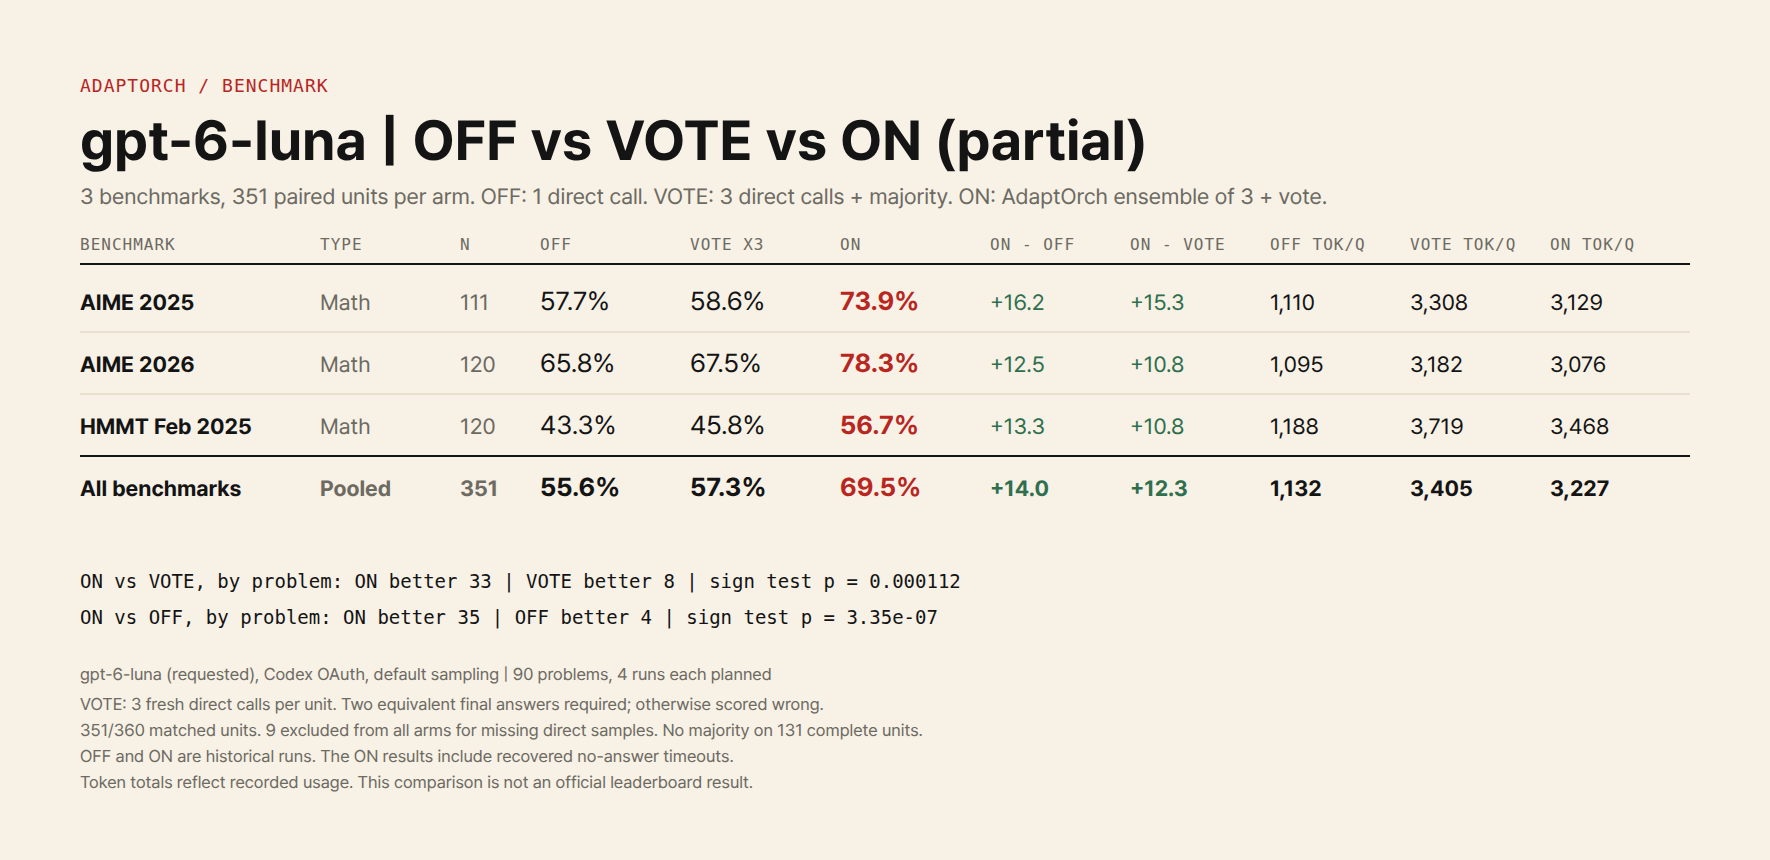 ADAPTORCH / BENCHMARK
gpt-6-luna | OFF vs VOTE vs ON (partial)
3 benchmarks, 351 paired units per arm. OFF: 1 direct call. VOTE: 3 direct calls + majority. ON: AdaptOrch ensemble of 3 + vote.
BENCHMARK TYPE N OFF VOTE X3 ON ON - OFF ON - VOTE OFF TOK/Q VOTE TOK/Q ON TOK/Q
AIME 2025 Math 111 57.7% 58.6% 73.9% +16.2 +15.3 1,110 3,308 3,129
AIME 2026 Math 120 65.8% 67.5% 78.3% +12.5 +10.8 1,095 3,182 3,076
HMMT Feb 2025 Math 120 43.3% 45.8% 56.7% +13.3 +10.8 1,188 3,719 3,468
All benchmarks Pooled 351 55.6% 57.3% 69.5% +14.0 +12.3 1,132 3,405 3,227
ON vs VOTE, by problem: ON better 33 | VOTE better 8 | sign test p = 0.000112
ON vs OFF, by problem: ON better 35 | OFF better 4 | sign test p = 3.35e-07
gpt-6-luna (requested), Codex OAuth, default sampling | 90 problems, 4 runs each planned
VOTE: 3 fresh direct calls per unit. Two equivalent final answers required; otherwise scored wrong.
351/360 matched units. 9 excluded from all arms for missing direct samples. No majority on 131 complete units.
OFF and ON are historical runs. The ON results include recovered no-answer timeouts.
Token totals reflect recorded usage. This comparison is not an official leaderboard result.